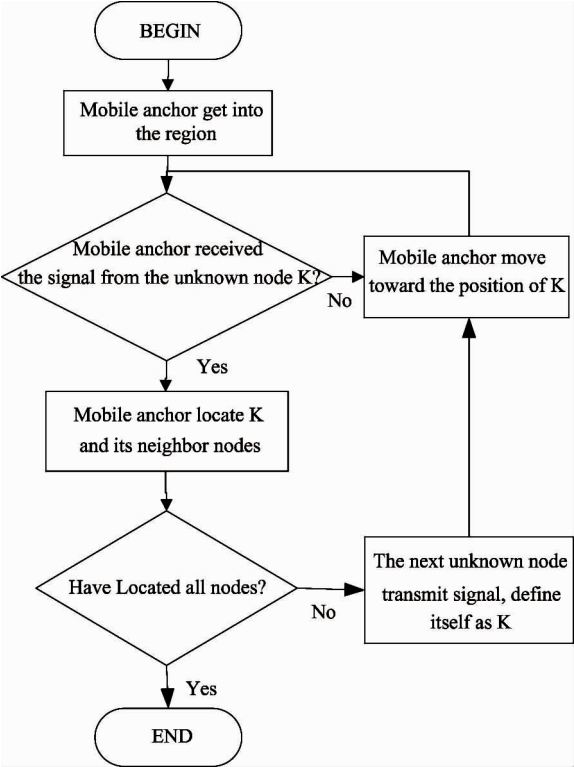 BEGIN
Mobile anchor get into
the region
Mobile anchor received
the signal from the unknown node K?
No
Mobile anchor move
toward the position of K
Yes
Mobile anchor locate K
and its neighbor nodes
Have Located all nodes?
No
The next unknown node
transmit signal, define
itself as K
Yes
END